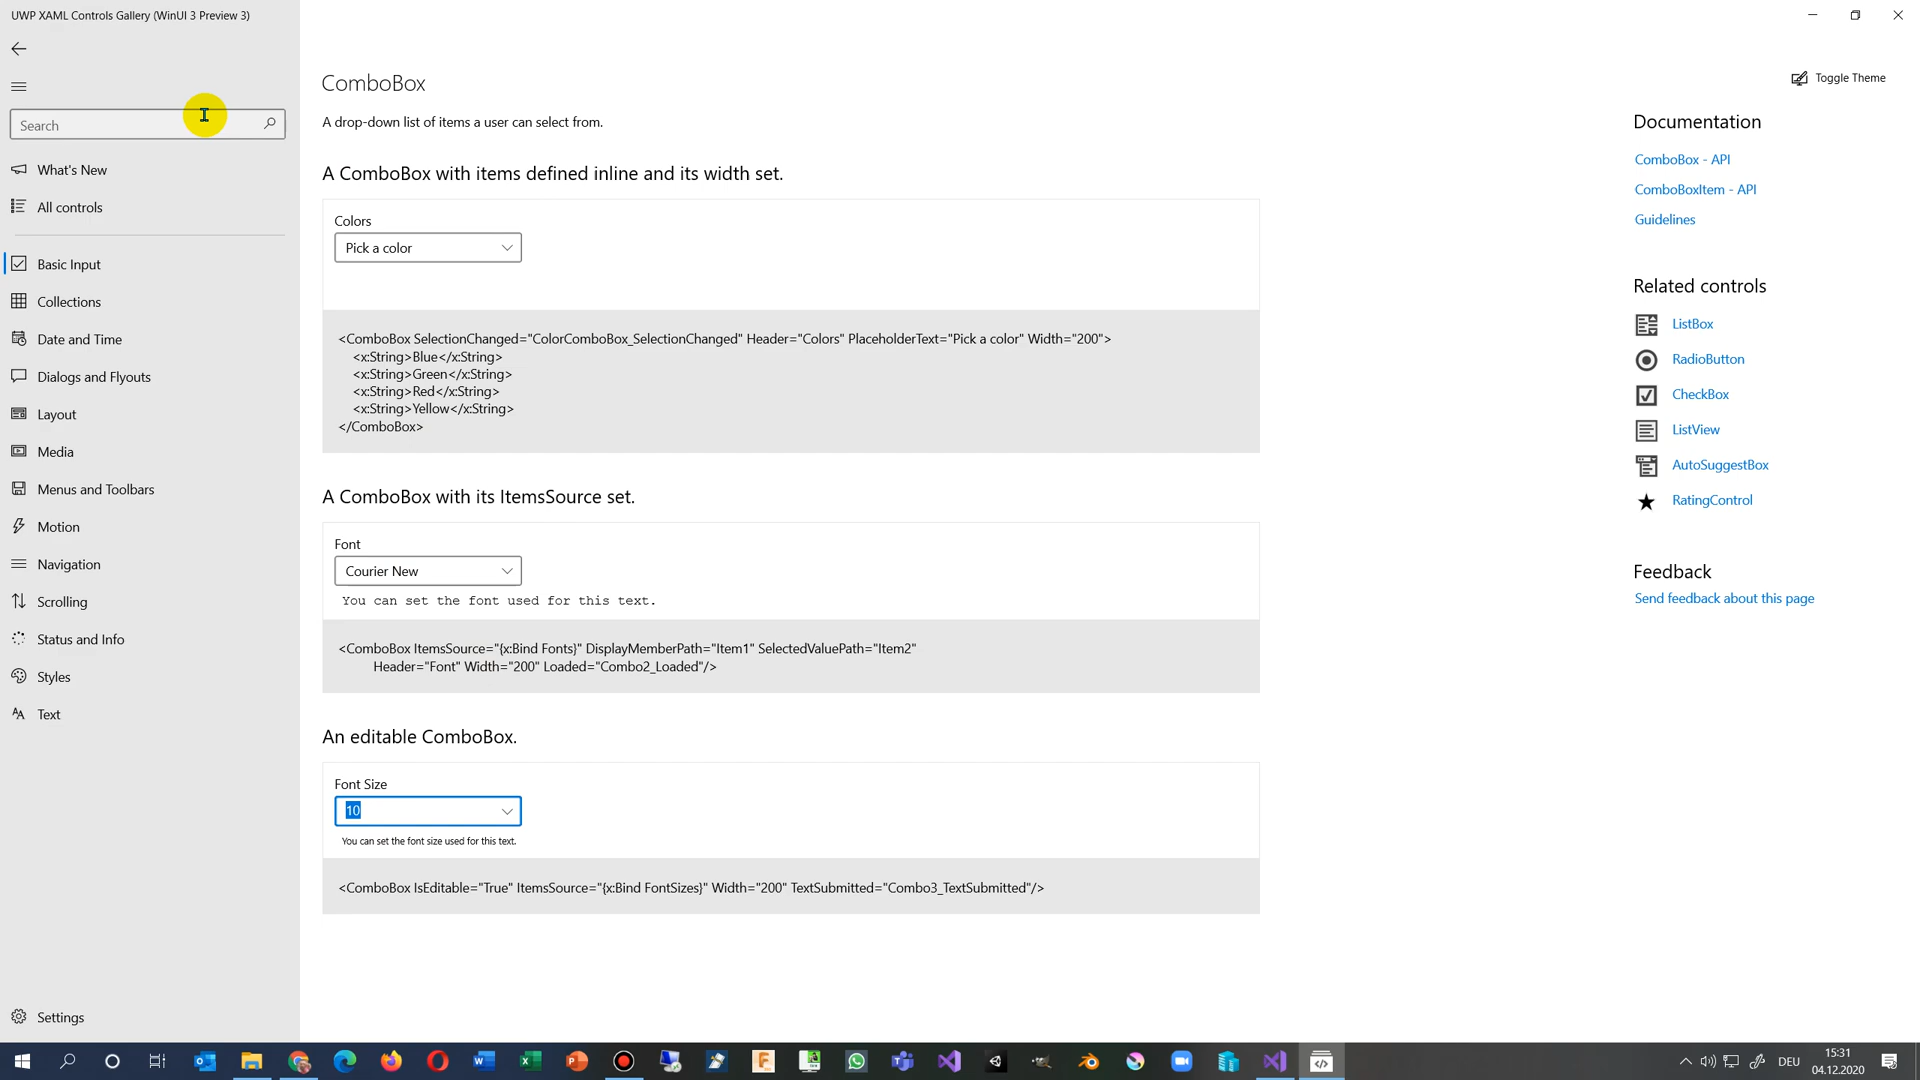 UWP XAML Controls Gallery (WinUI 3 Preview 3)
Search
What's New
All controls
Basic Input
Collections
Date and Time
Dialogs and Flyouts
Layout
Media
Menus and Toolbars
Motion
Navigation
Scrolling
Status and Info
Styles
Text
Settings
ComboBox
Toggle Theme
A drop-down list of items a user can select from.
A ComboBox with items defined inline and its width set.
Colors
Pick a color
<ComboBox SelectionChanged="ColorComboBox_SelectionChanged" Header="Colors" PlaceholderText="Pick a color" Width="200">
<x:String>Blue</x:String>
<x:String>Green</x:String>
<x:String>Red</x:String>
<x:String>Yellow</x:String>
</ComboBox>
A ComboBox with its ItemsSource set.
Font
Courier New
You can set the font used for this text.
<ComboBox ItemsSource="{x:Bind Fonts}" DisplayMemberPath="Item1" SelectedValuePath="Item2"
Header="Font" Width="200" Loaded="Combo2_Loaded"/>
An editable ComboBox.
Font Size
10
You can set the font size used for this text.
<ComboBox IsEditable="True" ItemsSource="{x:Bind FontSizes}" Width="200" TextSubmitted="Combo3_TextSubmitted"/>
Documentation
ComboBox - API
ComboBoxItem - API
Guidelines
Related controls
ListBox
RadioButton
CheckBox
ListView
AutoSuggestBox
RatingControl
Feedback
Send feedback about this page
DEU
15:31
04.12.2020